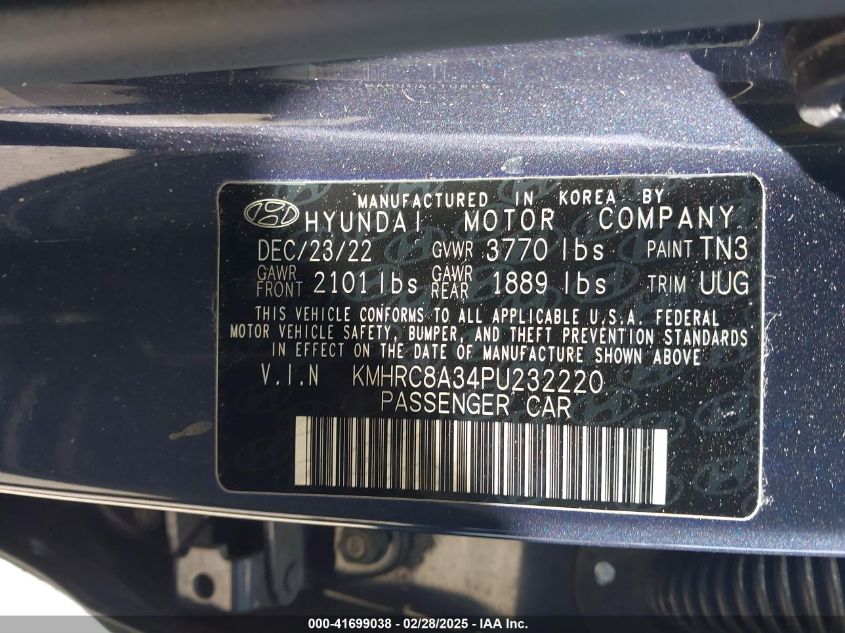 MANUFACTURED IN KOREA BY
HYUNDAI MOTOR COMPANY
DEC/23/22 GVWR 3770 lbs PAINT TN3
GAWR FRONT 2101 lbs GAWR REAR 1889 lbs TRIM UUG
THIS VEHICLE CONFORMS TO ALL APPLICABLE U.S.A. FEDERAL
MOTOR VEHICLE SAFETY, BUMPER, AND THEFT PREVENTION STANDARDS
IN EFFECT ON THE DATE OF MANUFACTURE SHOWN ABOVE
V.I.N KMHRC8A34PU232220
PASSENGER CAR
000-41699038 - 02/28/2025 - IAA Inc.